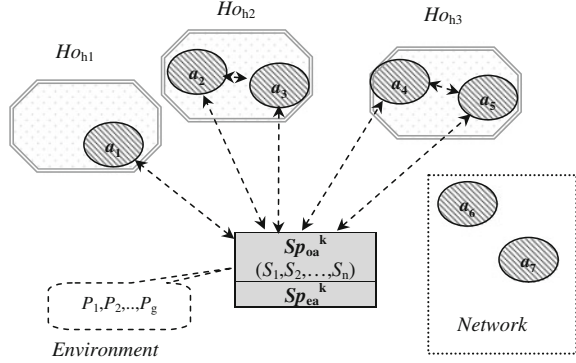 Ho_h1
Ho_h2
Ho_h3
a_1
a_2
a_3
a_4
a_5
a_6
a_7
Sp_oa^k
(S_1,S_2,…,S_n)
Sp_ea^k
P_1,P_2,..,P_g
Environment
Network